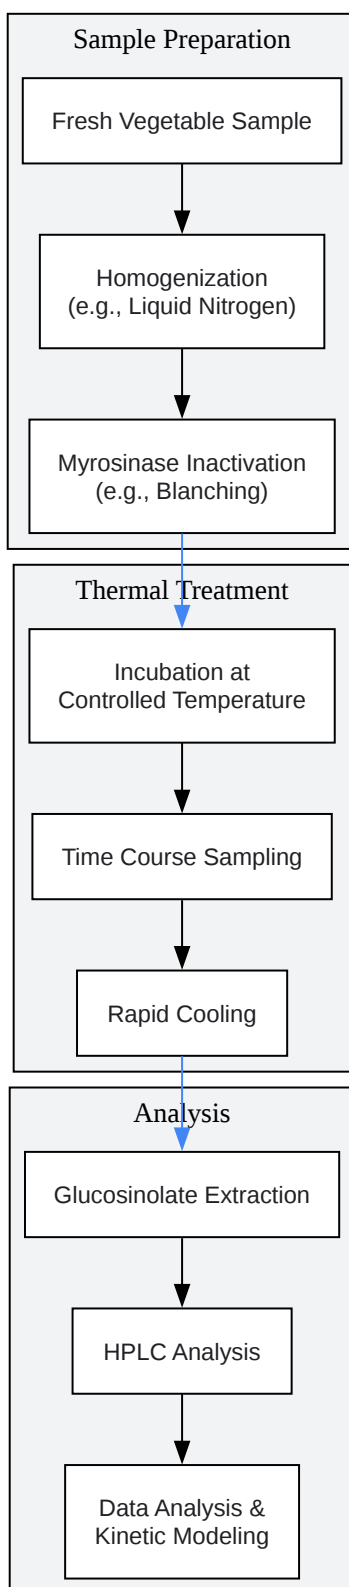 Sample Preparation
Fresh Vegetable Sample
Homogenization
(e.g., Liquid Nitrogen)
Myrosinase Inactivation
(e.g., Blanching)
Thermal Treatment
Incubation at
Controlled Temperature
Time Course Sampling
Rapid Cooling
Analysis
Glucosinolate Extraction
HPLC Analysis
Data Analysis &
Kinetic Modeling